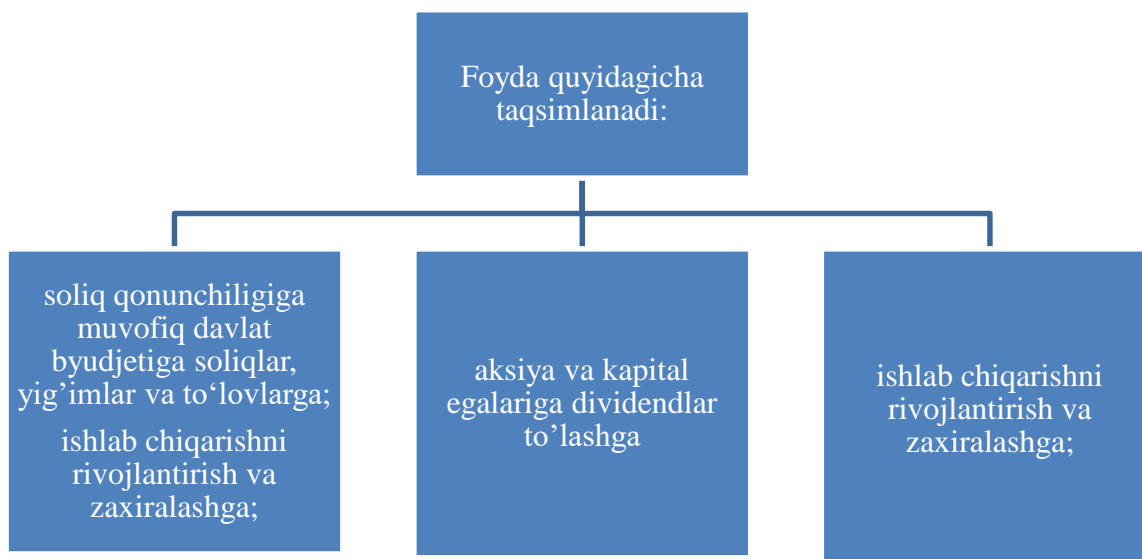 Foyda quyidagicha
taqsimlanadi:
soliq qonunchiligiga
muvofiq davlat
byudjetiga soliqlar,
yig’imlar va to‘lovlarga;
ishlab chiqarishni
rivojlantirish va
zaxiralashga;
aksiya va kapital
egalariga dividendlar
to’lashga
ishlab chiqarishni
rivojlantirish va
zaxiralashga;